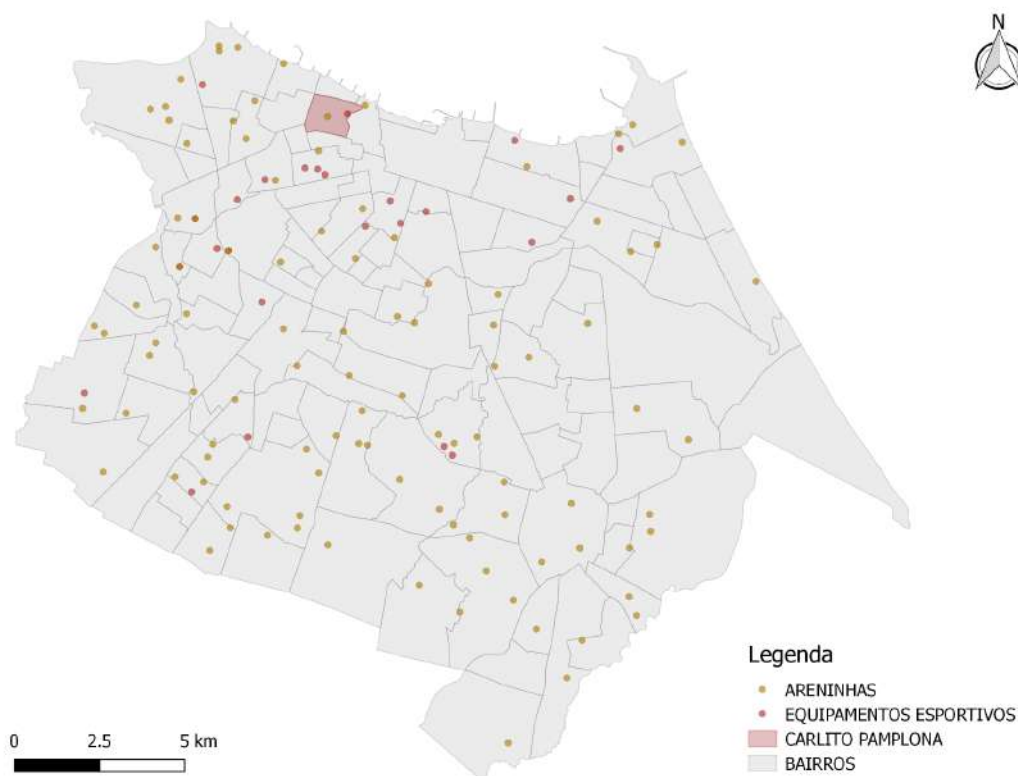 N
Legenda
ARENINHAS
EQUIPAMENTOS ESPORTIVOS
CARLITO PAMPLONA
BAIRROS
0 2.5 5 km